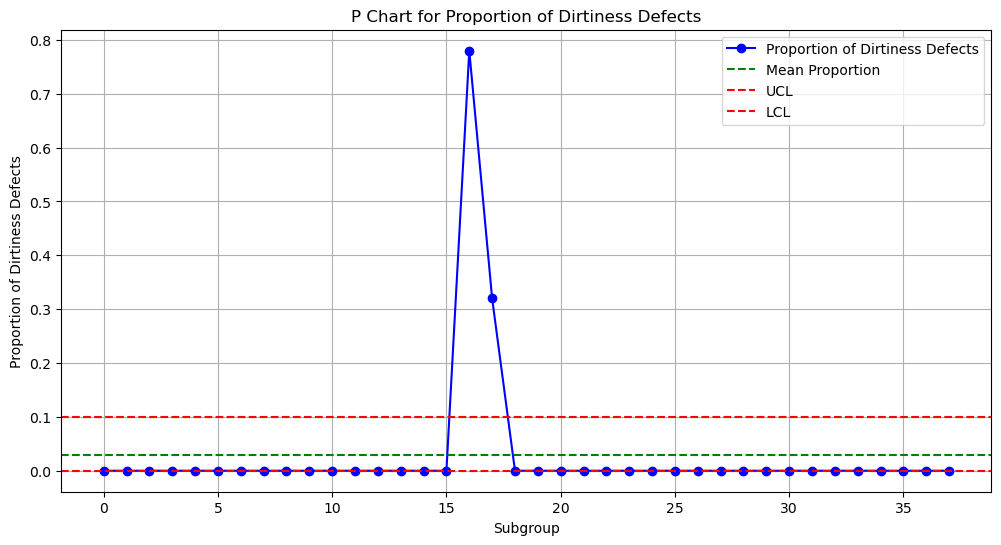 P Chart for Proportion of Dirtiness Defects
Proportion of Dirtiness Defects
Mean Proportion
UCL
LCL
Proportion of Dirtiness Defects
0.8
0.7
0.6
0.5
0.4
0.3
0.2
0.1
0.0
0 5 10 15 20 25 30 35
Subgroup